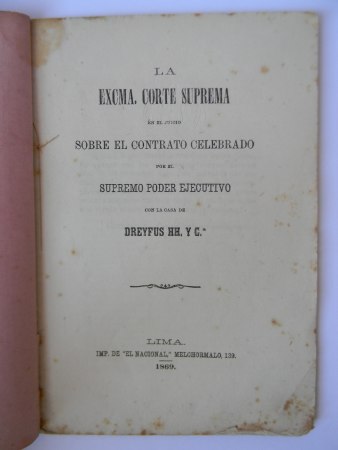 LA
EXCMA. CORTE SUPREMA
EN EL JUICIO
SOBRE EL CONTRATO CELEBRADO
POR EL
SUPREMO PODER EJECUTIVO
CON LA CASA DE
DREYFUS HH. Y C.ª
LIMA.
IMP. DE "EL NACIONAL," MELCHORMALO, 139.
1869.